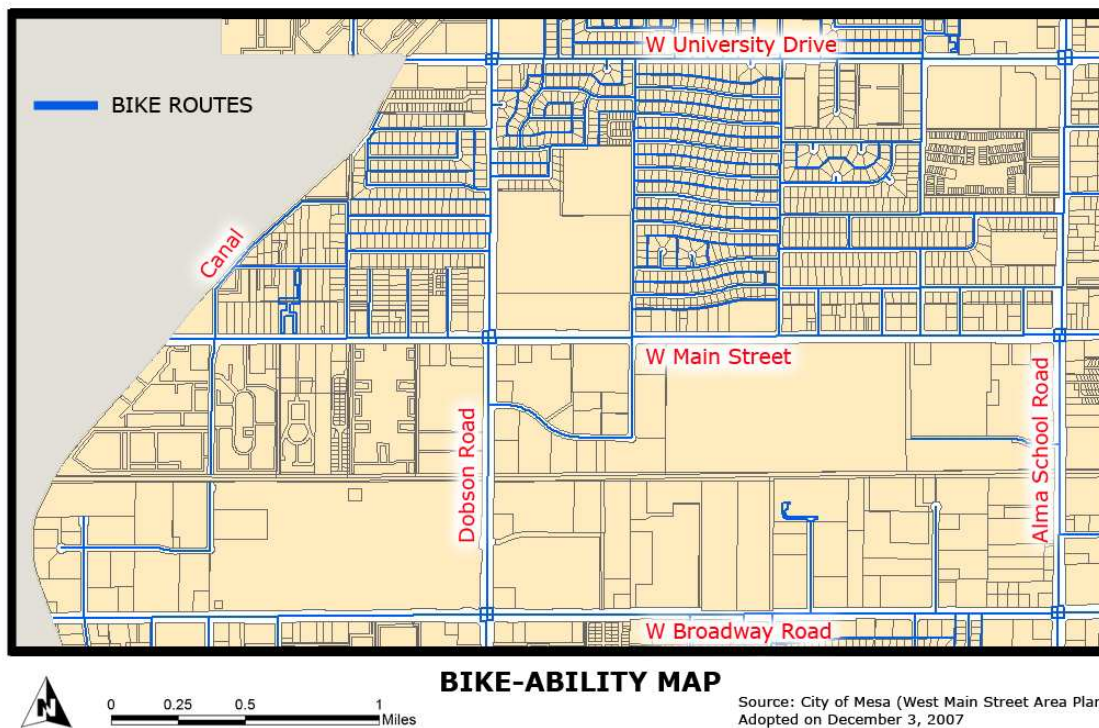 W University Drive
BIKE ROUTES
Canal
W Main Street
Dobson Road
Alma School Road
W Broadway Road
BIKE-ABILITY MAP
N
0 0.25 0.5 1
Miles
Source: City of Mesa (West Main Street Area Plan
Adopted on December 3, 2007